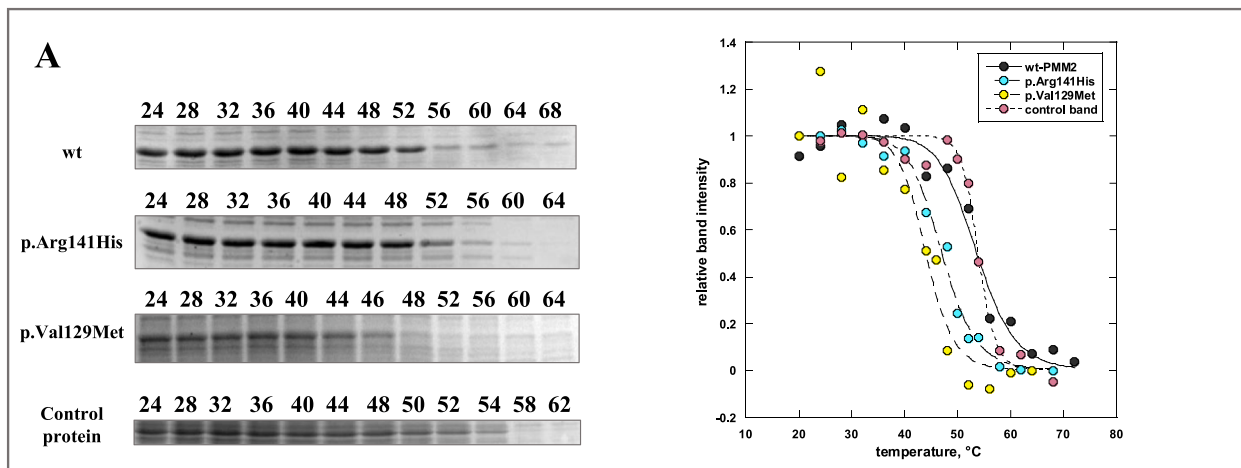 A
24 28 32 36 40 44 48 52 56 60 64 68
wt
24 28 32 36 40 44 48 52 56 60 64
p.Arg141His
24 28 32 36 40 44 46 48 52 56 60 64
p.Val129Met
24 28 32 36 40 44 48 50 52 54 58 62
Control
protein
1.4
1.2
1
0.8
0.6
0.4
0.2
0
-0.2
relative band intensity
wt-PMM2
p.Arg141His
p.Val129Met
control band
10 20 30 40 50 60 70 80
temperature, °C